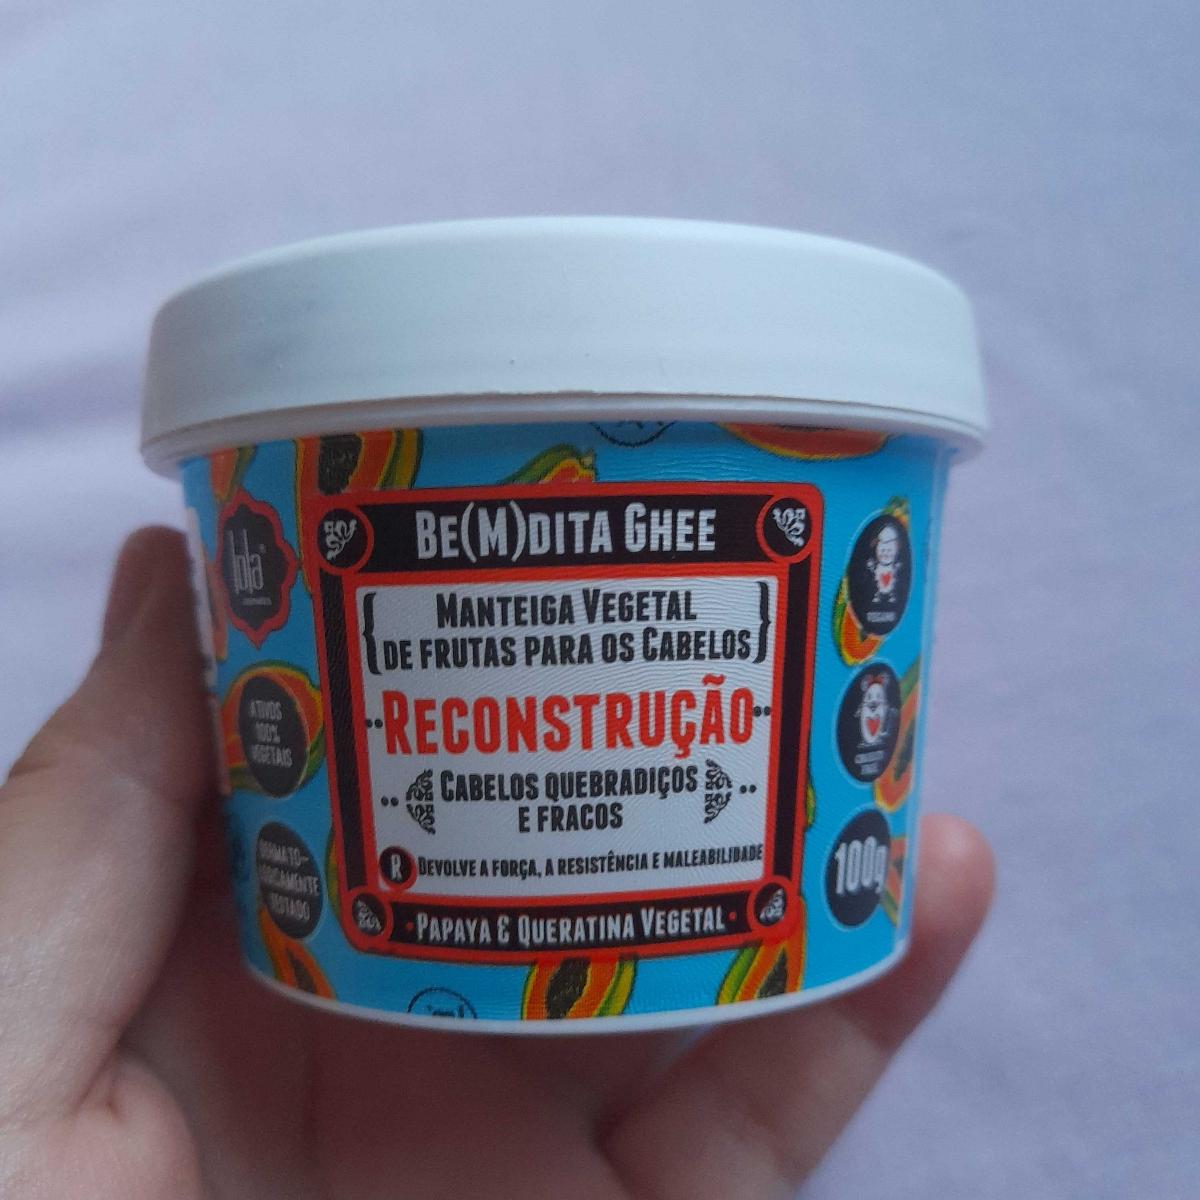 Be(M)dita Ghee
Manteiga Vegetal
de frutas para os Cabelos
Reconstrução
Cabelos quebradiços
e fracos
R Devolve a força, a resistência e maleabilidade
Papaya & Queratina Vegetal
lola
Ativos
100%
Vegetais
Dermato-
logicamente
testado
Vegano
100g